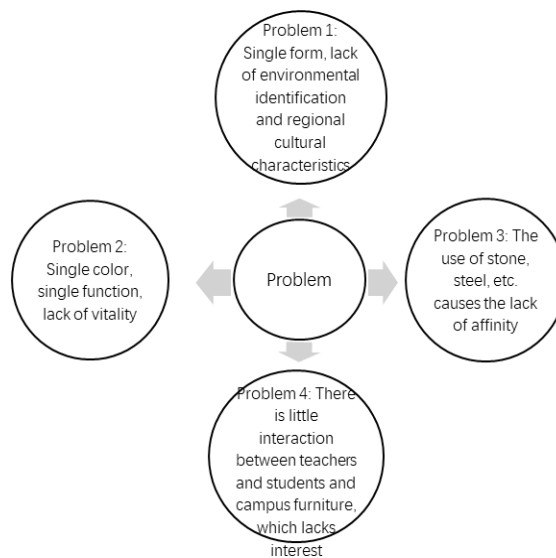 Problem 1:
Single form, lack
of environmental
identification
and regional
cultural
characteristics
Problem 2:
Single color,
single function,
lack of vitality
Problem
Problem 3: The
use of stone,
steel, etc.
causes the lack
of affinity
Problem 4: There
is little
interaction
between teachers
and students and
campus furniture,
which lacks
interest